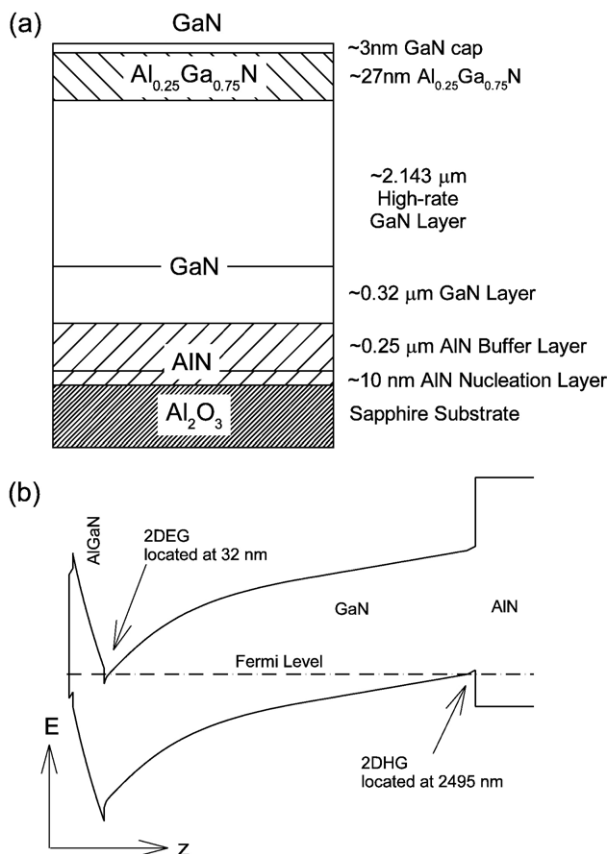 (a)
GaN
~3nm GaN cap
Al₀.₂₅Ga₀.₇₅N
~27nm Al₀.₂₅Ga₀.₇₅N
~2.143 μm
High-rate
GaN Layer
GaN
~0.32 μm GaN Layer
~0.25 μm AlN Buffer Layer
AlN
~10 nm AlN Nucleation Layer
Al₂O₃
Sapphire Substrate
(b)
AlGaN
2DEG
located at 32 nm
GaN
AlN
Fermi Level
E
2DHG
located at 2495 nm
z